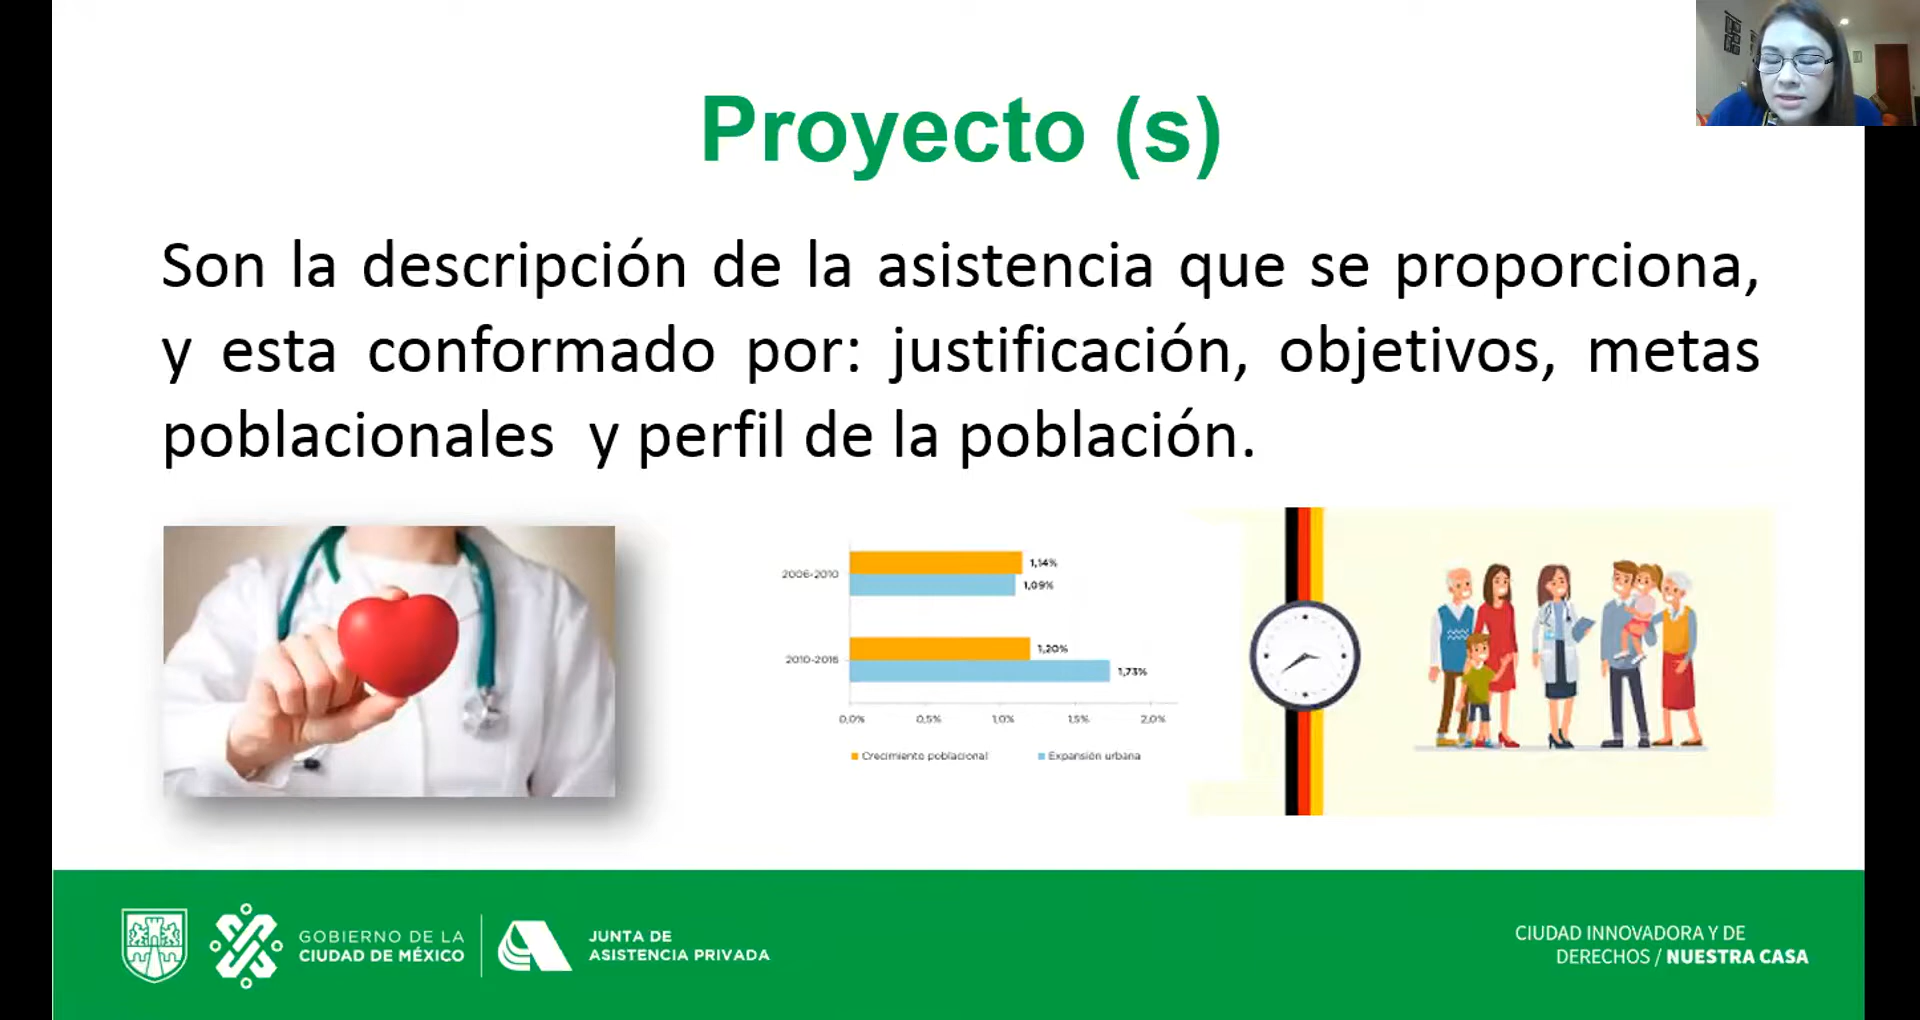 Proyecto (s)
Son la descripción de la asistencia que se proporciona,
y esta conformado por: justificación, objetivos, metas
poblacionales y perfil de la población.
2006-2010
1,14%
1,09%
2010-2016
1,20%
1,73%
0,0% 0,5% 1,0% 1,5% 2,0%
Crecimiento poblacional Expansión urbana
GOBIERNO DE LA
CIUDAD DE MÉXICO
JUNTA DE
ASISTENCIA PRIVADA
CIUDAD INNOVADORA Y DE
DERECHOS / NUESTRA CASA